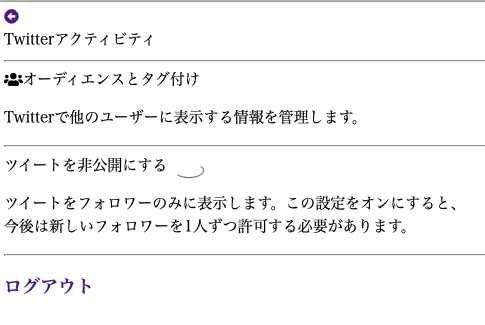 Twitterアクティビティ
オーディエンスとタグ付け
Twitterで他のユーザーに表示する情報を管理します。
ツイートを非公開にする
ツイートをフォロワーのみに表示します。この設定をオンにすると、
今後は新しいフォロワーを1人ずつ許可する必要があります。
ログアウト